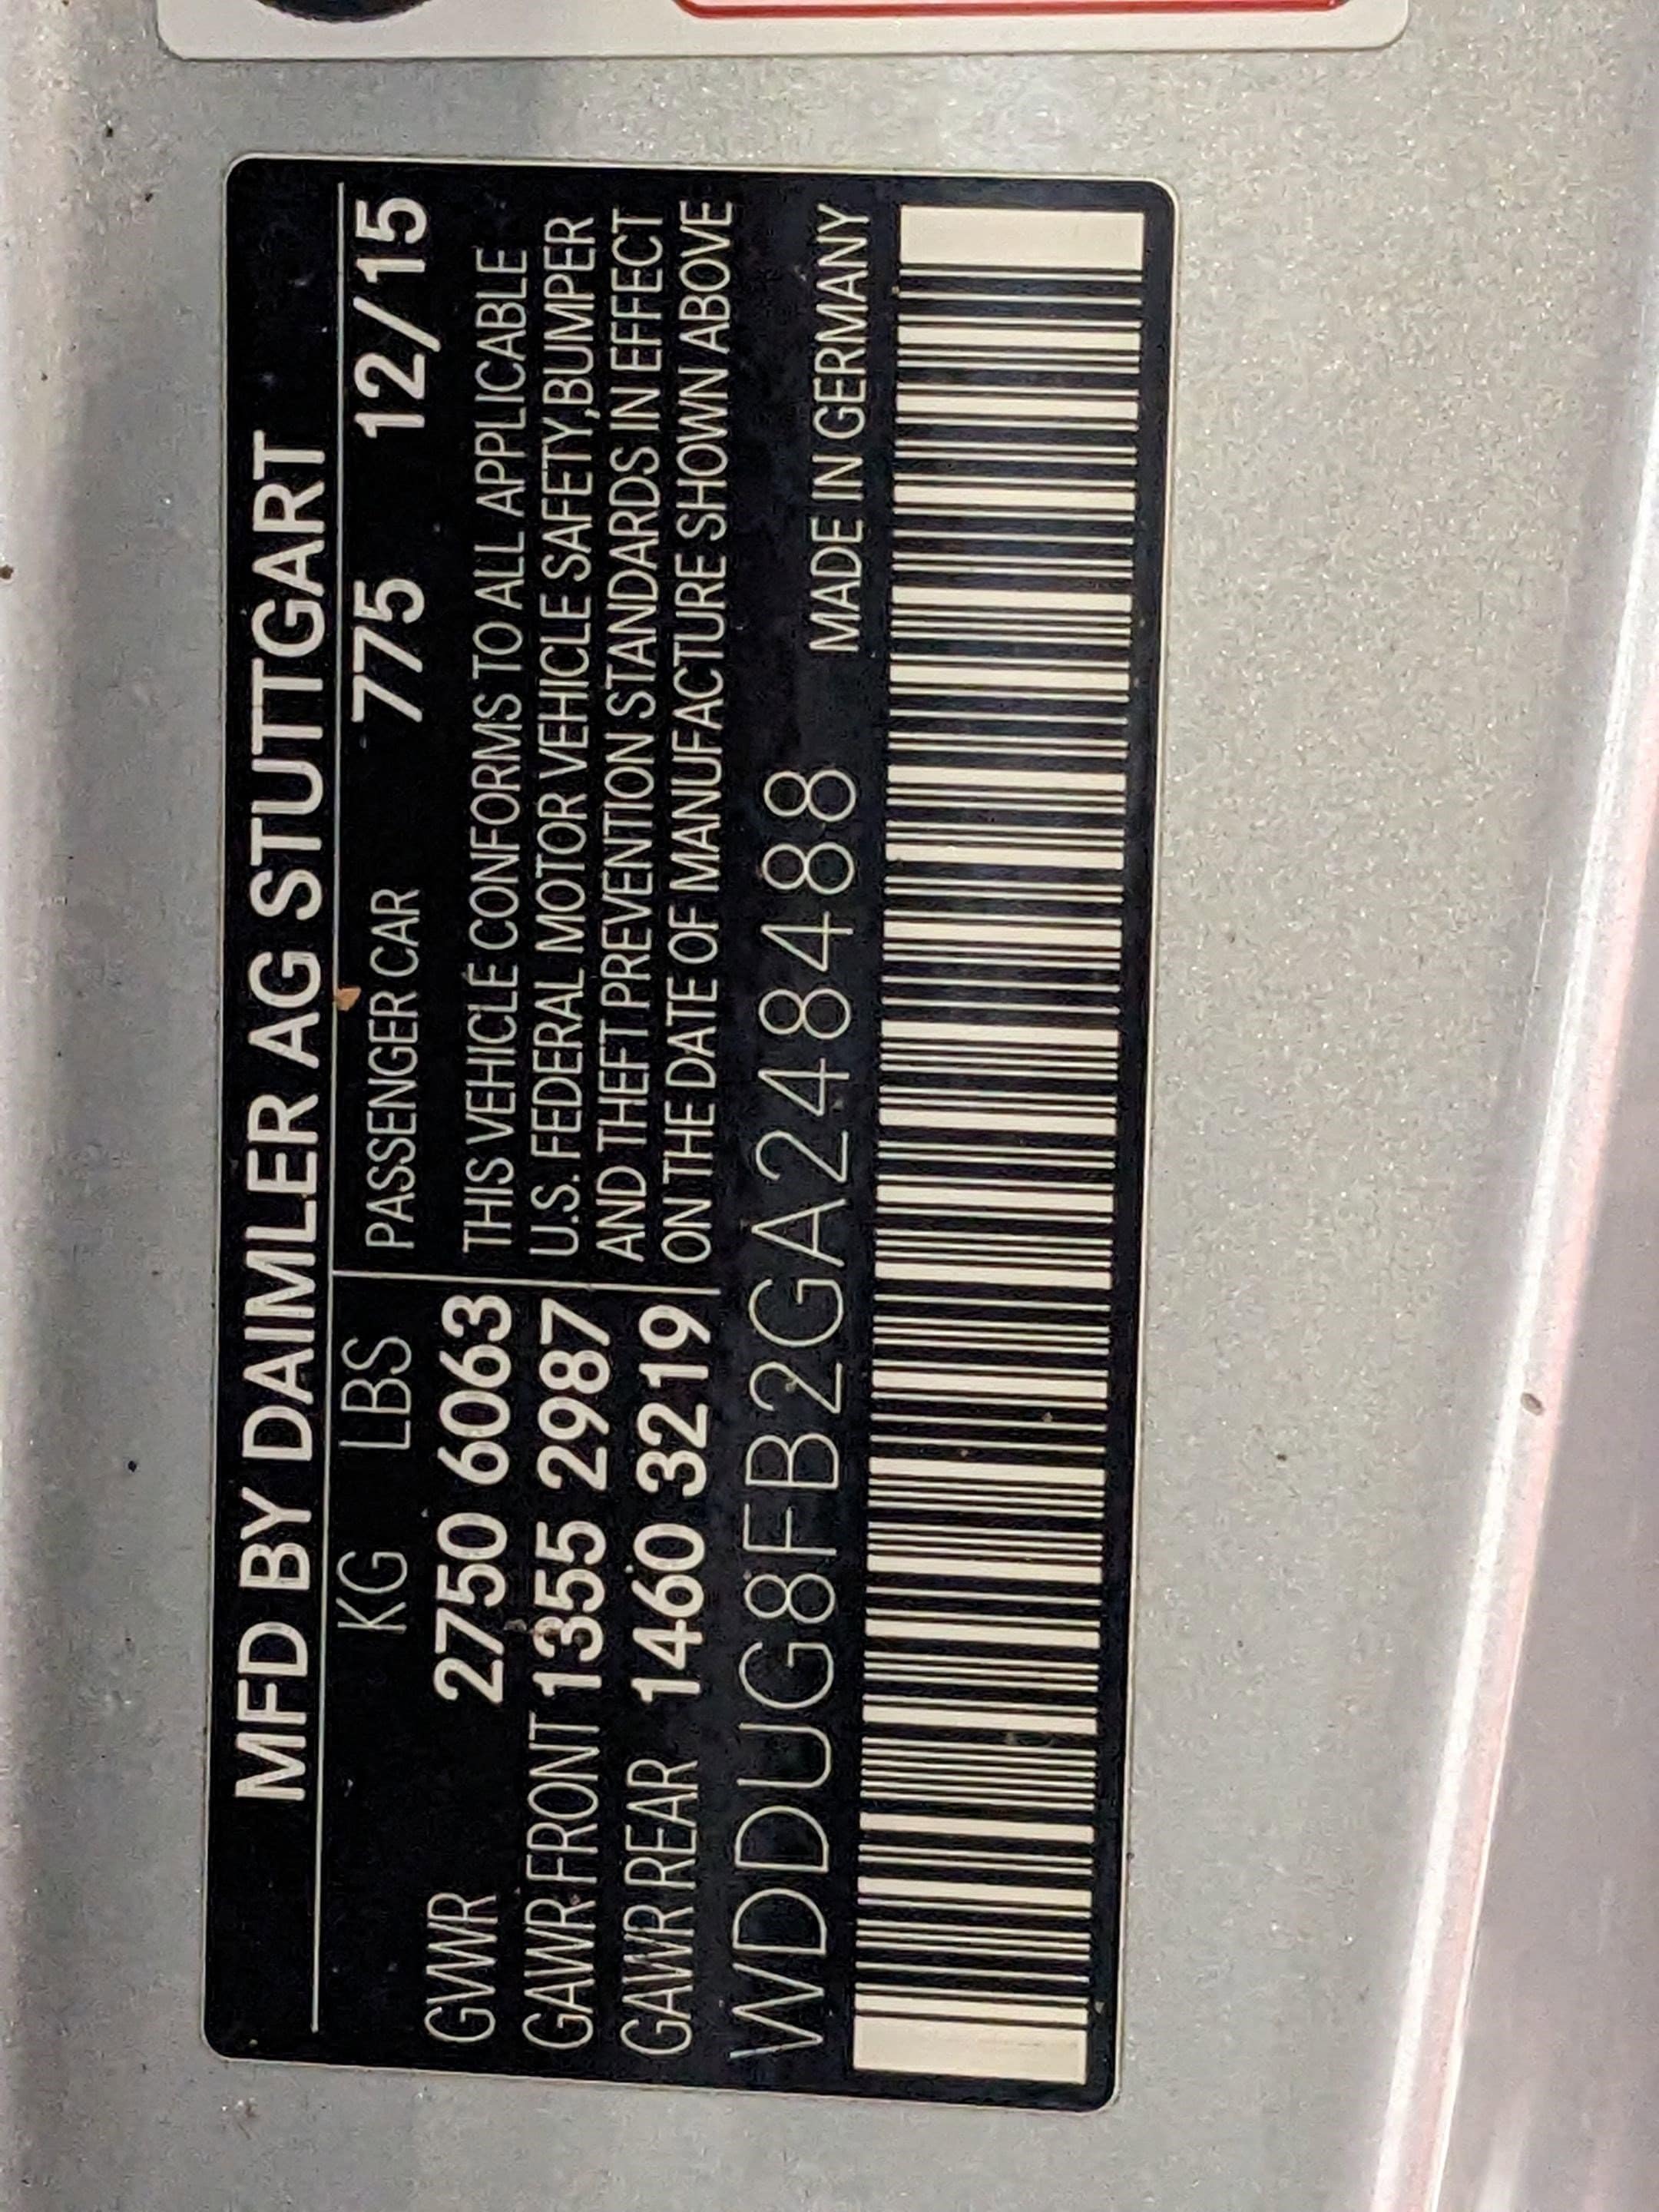 MFD BY DAIMLER AG STUTTGART
KG LBS
GVWR 2750 6063
GAWR FRONT 1355 2987
GAWR REAR 1460 3219
PASSENGER CAR 775 12/15
THIS VEHICLE CONFORMS TO ALL APPLICABLE
U.S. FEDERAL MOTOR VEHICLE SAFETY,BUMPER
AND THEFT PREVENTION STANDARDS IN EFFECT
ON THE DATE OF MANUFACTURE SHOWN ABOVE
WDDUG8FB2GA248488
MADE IN GERMANY